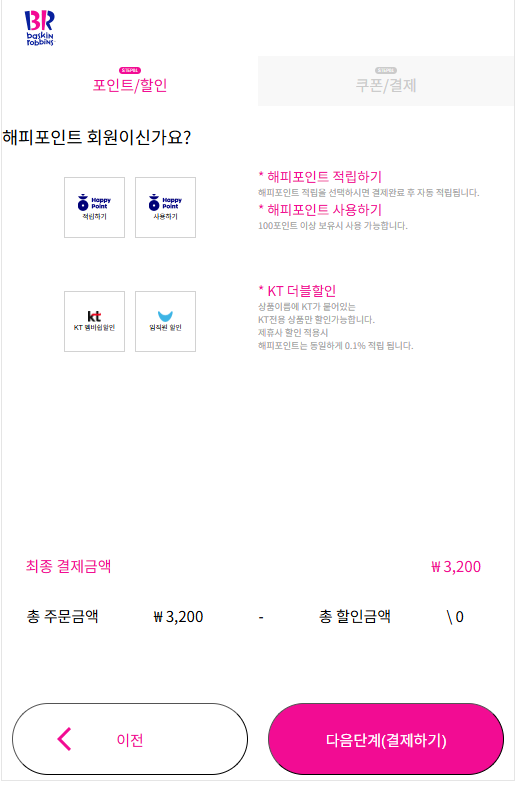 BR
baskin
robbins
포인트/할인
쿠폰/결제
해피포인트 회원이신가요?
Happy
Point
적립하기
Happy
Point
사용하기
* 해피포인트 적립하기
해피포인트 적립을 선택하시면 결제완료 후 자동 적립됩니다.
* 해피포인트 사용하기
100포인트 이상 보유시 사용 가능합니다.
kt
KT 멤버쉽할인
임직원 할인
* KT 더블할인
상품이름에 KT가 붙어있는
KT전용 상품만 할인가능합니다.
제휴사 할인 적용시
해피포인트는 동일하게 0.1% 적립 됩니다.
최종 결제금액 ₩ 3,200
총 주문금액 ₩ 3,200 - 총 할인금액 \ 0
이전
다음단계(결제하기)